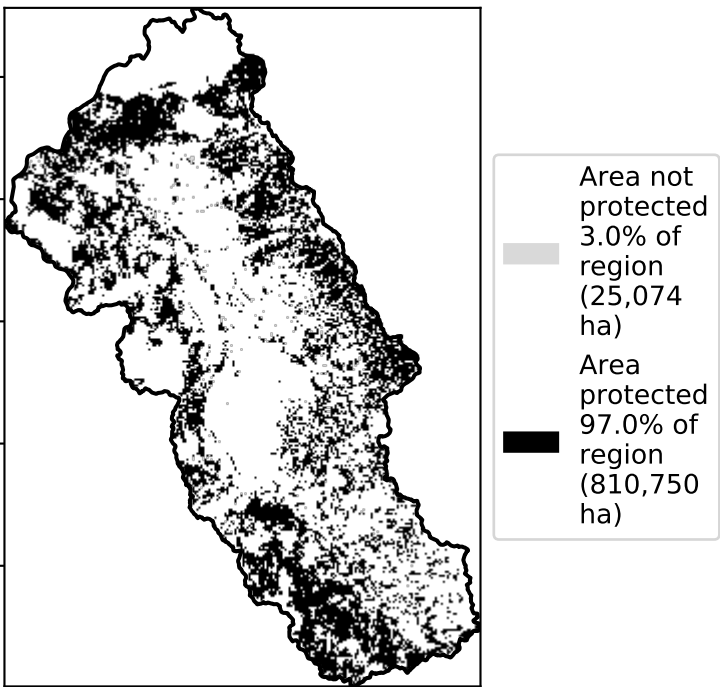 Area not
protected
3.0% of
region
(25,074
ha)
Area
protected
97.0% of
region
(810,750
ha)